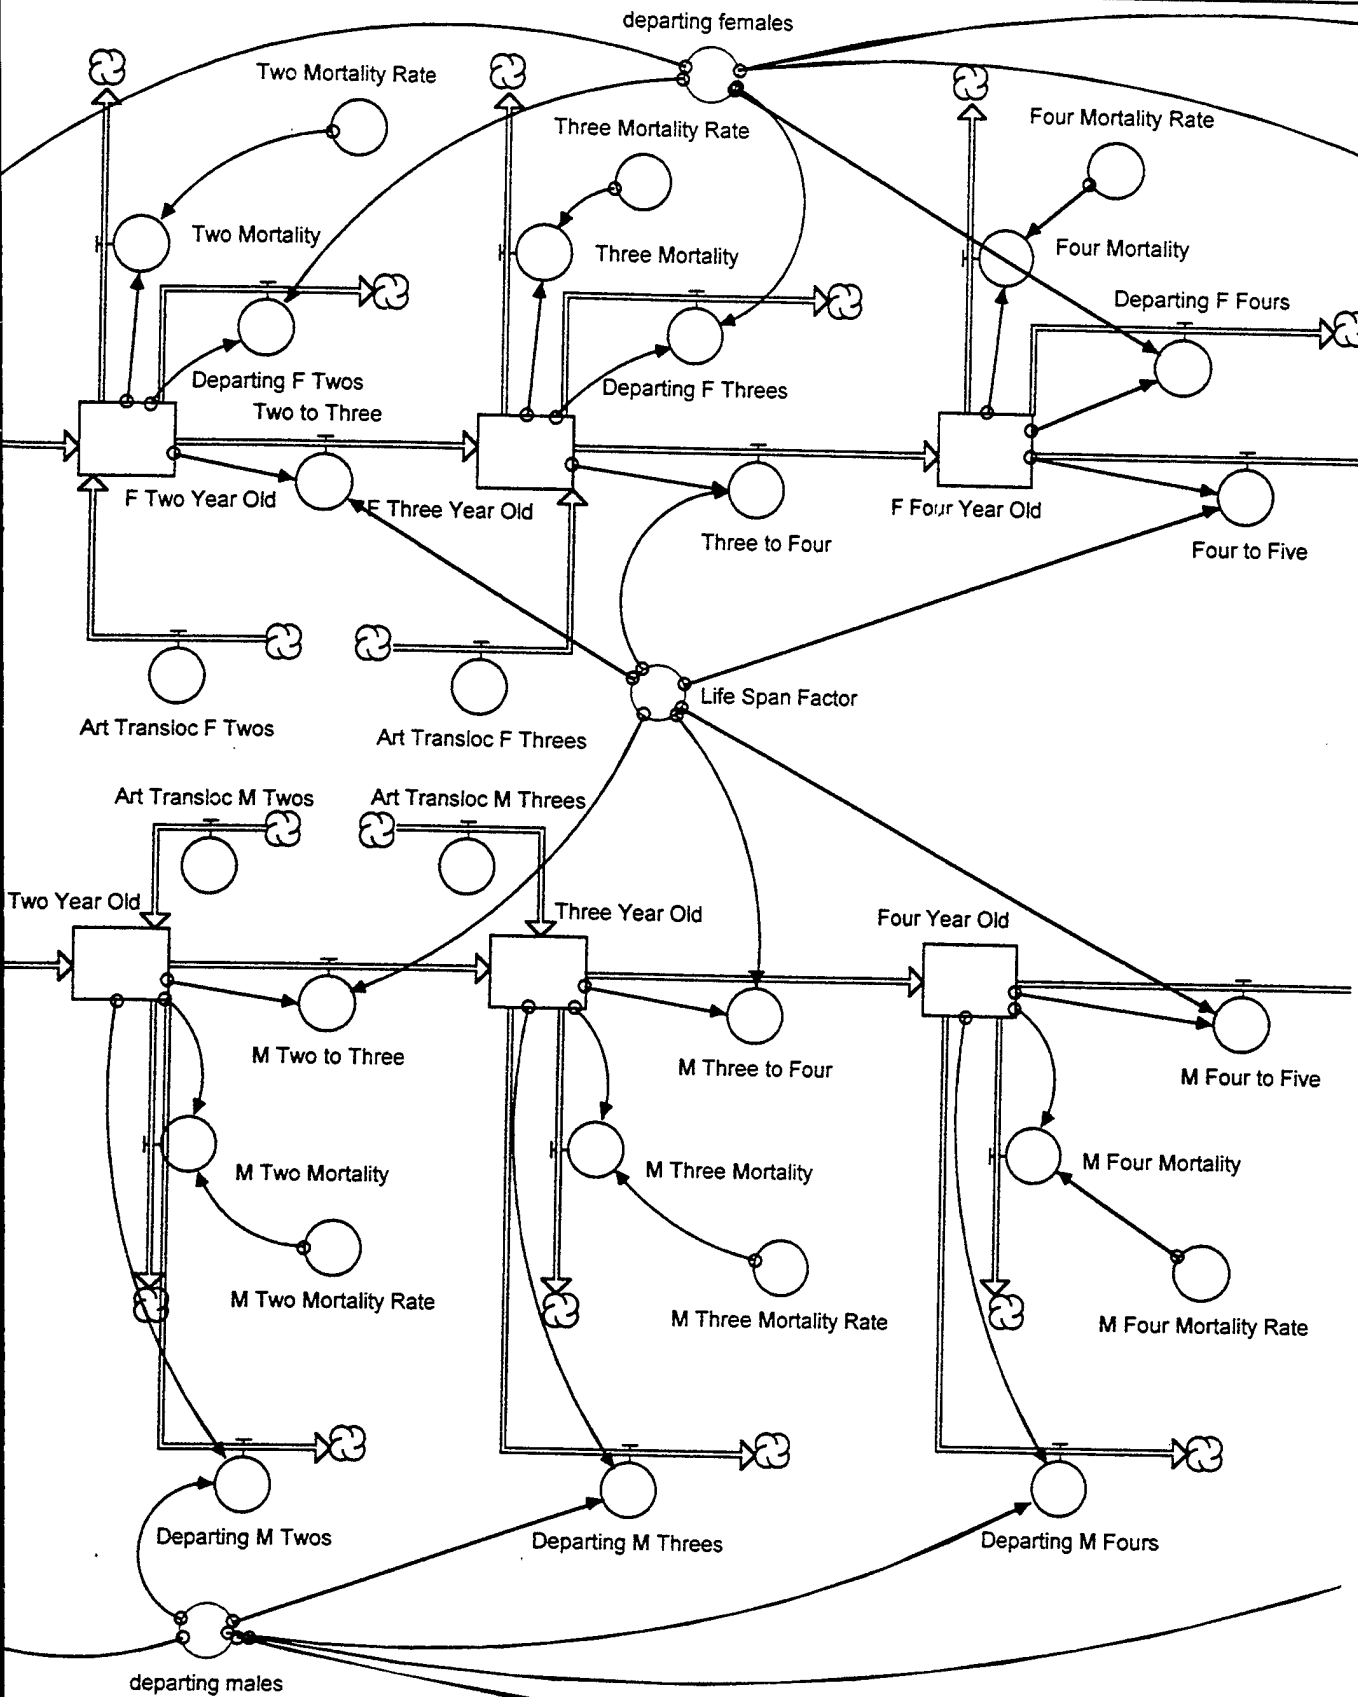 departing females
Two Mortality Rate
Three Mortality Rate
Four Mortality Rate
Two Mortality
Three Mortality
Four Mortality
Departing F Fours
Departing F Twos
Departing F Threes
Two to Three
F Two Year Old
F Three Year Old
F Four Year Old
Three to Four
Four to Five
Life Span Factor
Art Transloc F Twos
Art Transloc F Threes
Art Transloc M Twos
Art Transloc M Threes
Two Year Old
Three Year Old
Four Year Old
M Two to Three
M Three to Four
M Four to Five
M Two Mortality
M Three Mortality
M Four Mortality
M Two Mortality Rate
M Three Mortality Rate
M Four Mortality Rate
Departing M Twos
Departing M Threes
Departing M Fours
departing males